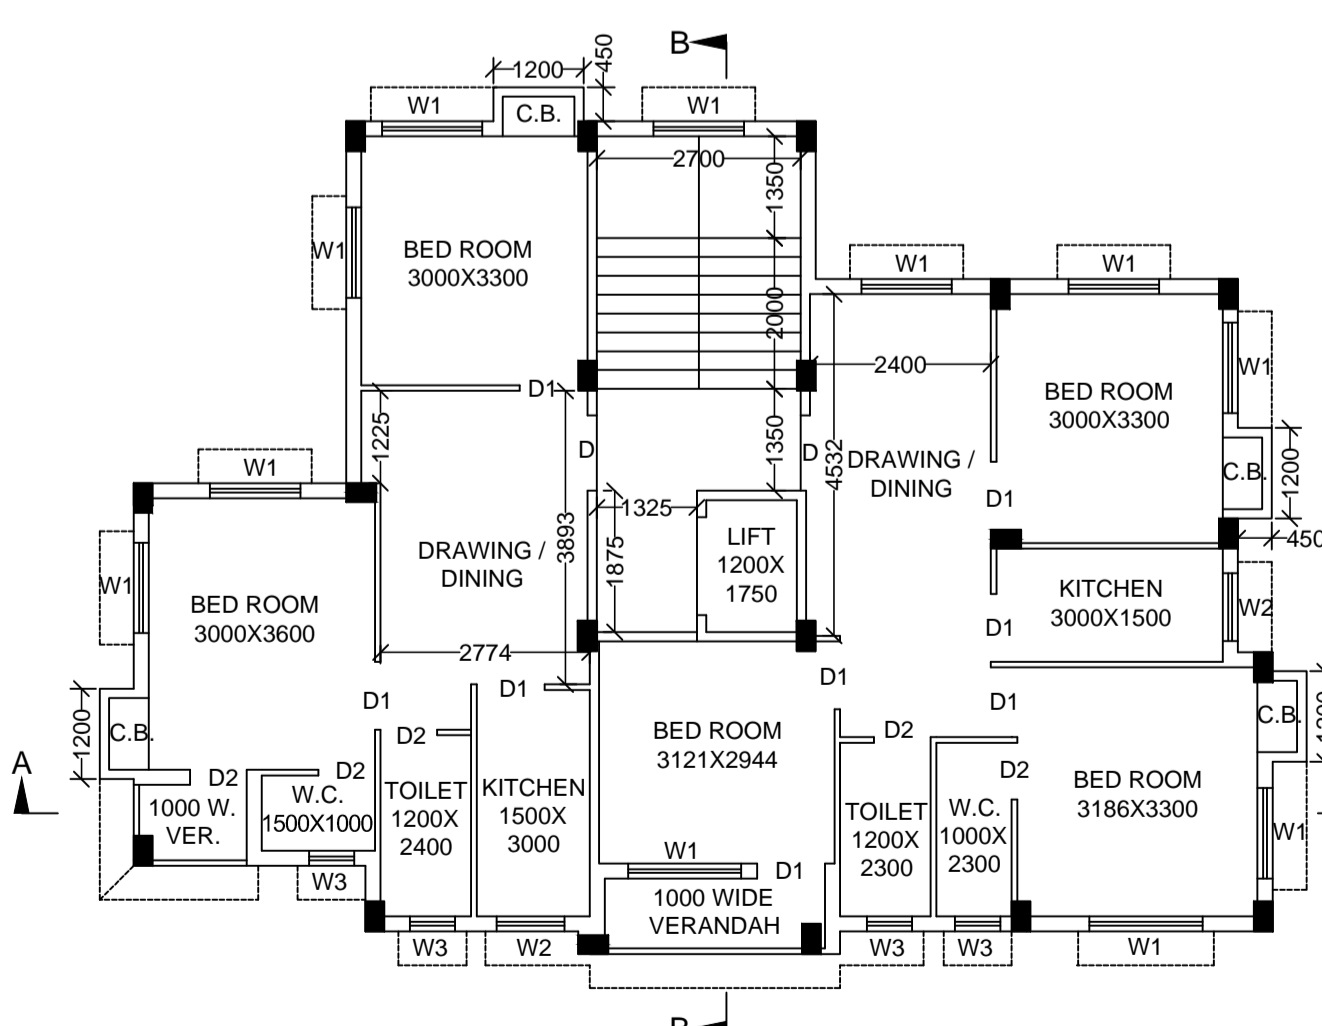 B
1200
450
W1
C.B.
W1
2700
1350
W1
BED ROOM
3000X3300
W1
W1
2000
2400
W1
BED ROOM
3000X3300
D1
1225
D
1350
D
4532
DRAWING /
DINING
C.B.
1200
W1
D1
1325
3893
1875
LIFT
1200X
1750
450
DRAWING /
DINING
W1
BED ROOM
3000X3600
KITCHEN
3000X1500
W2
D1
2774
D1
D1
D1
D1
1200
C.B.
D2
BED ROOM
3121X2944
D2
C.B.
1200
A
D2
D2
D2
1000 W.
VER.
W.C.
1500X1000
TOILET
1200X
2400
KITCHEN
1500X
3000
TOILET
1200X
2300
W.C.
1000X
2300
BED ROOM
3186X3300
W1
W1
D1
W3
1000 WIDE
VERANDAH
W3
W2
W3
W3
W1
B